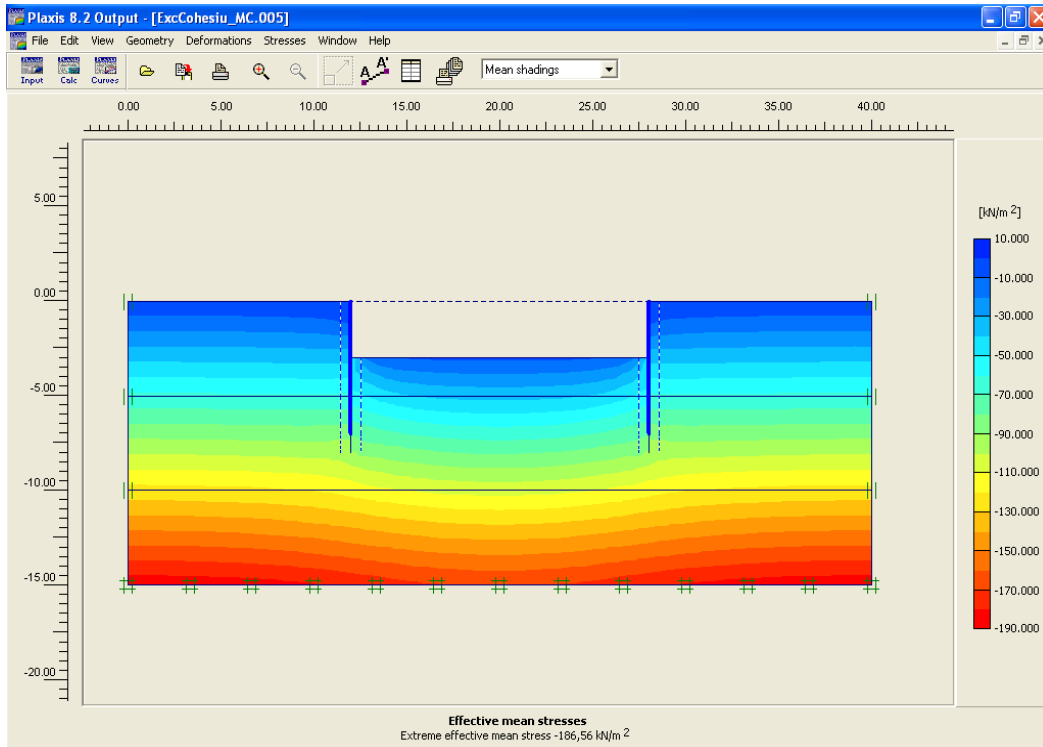 Plaxis 8.2 Output - [ExcCohesiu_MC.005]
File Edit View Geometry Deformations Stresses Window Help
Input Calc Curves A A' Mean shadings
0.00 5.00 10.00 15.00 20.00 25.00 30.00 35.00 40.00
5.00
0.00
-5.00
-10.00
-15.00
-20.00
[kN/m 2]
10.000
-10.000
-30.000
-50.000
-70.000
-90.000
-110.000
-130.000
-150.000
-170.000
-190.000
Effective mean stresses
Extreme effective mean stress -186,56 kN/m 2